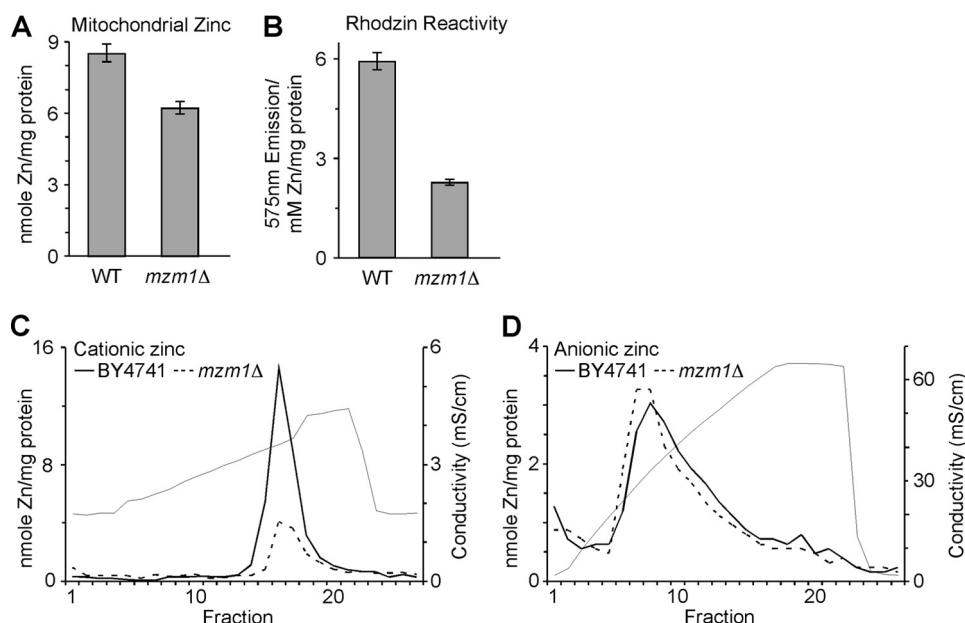 A Mitochondrial Zinc
nmole Zn/mg protein
9
6
3
0
WT mzm1Δ
B Rhodzin Reactivity
575nm Emission/
mM Zn/mg protein
6
3
0
WT mzm1Δ
C
Cationic zinc
BY4741 mzm1Δ
nmole Zn/mg protein
16
8
0
1 10 20
Fraction
6
3
0
Conductivity (mS/cm)
D
Anionic zinc
BY4741 mzm1Δ
nmole Zn/mg protein
4
2
0
1 10 20
Fraction
60
40
20
0
Conductivity (mS/cm)